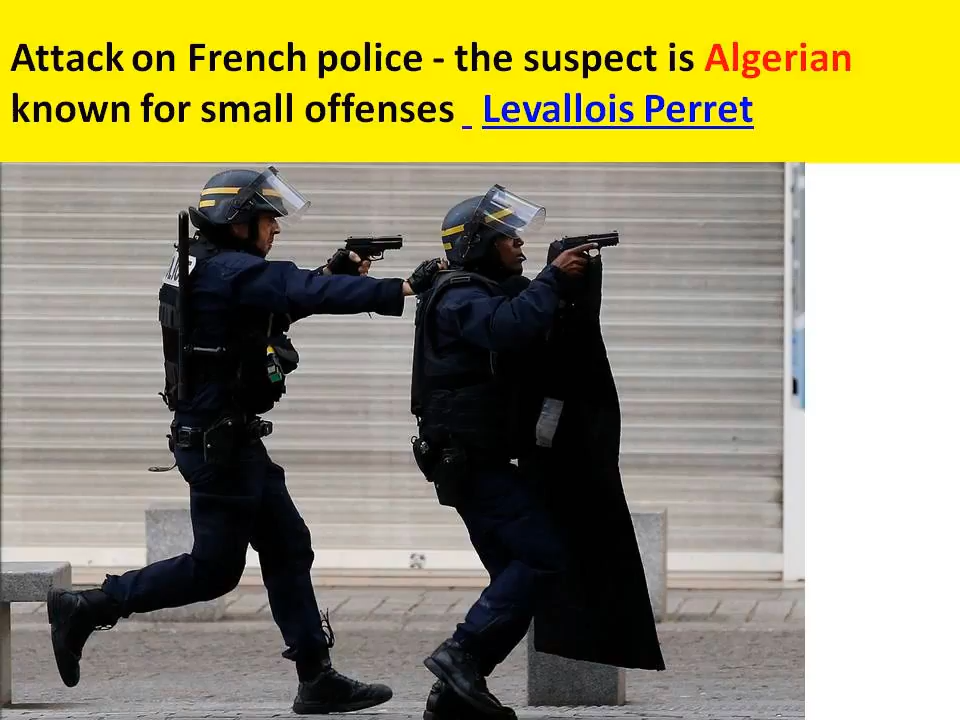 Attack on French police - the suspect is Algerian
known for small offenses _ Levallois Perret